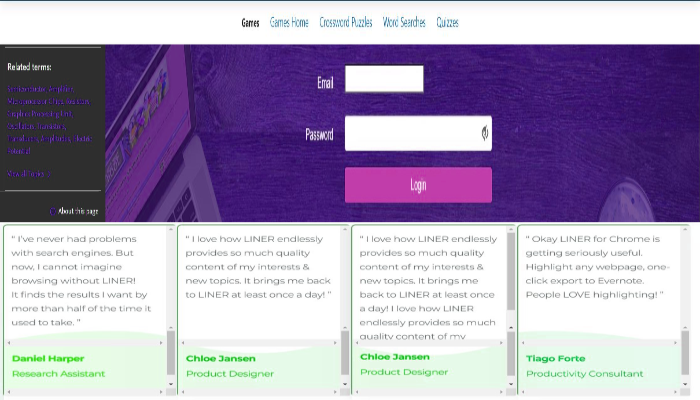 Games Games Home Crossword Puzzles Word Searches Quizzes
Related terms:
About this page
Email
Password
Login
" I've never had problems
with search engines. But
now, I cannot imagine
browsing without LINER!
It finds the results I want by
more than half of the time it
used to take. "
Daniel Harper
Research Assistant
" I love how LINER endlessly
provides so much quality
content of my interests &
new topics. It brings me back
to LINER at least once a day! "
Chloe Jansen
Product Designer
" I love how LINER endlessly
provides so much quality
content of my interests &
new topics. It brings me
back to LINER at least once
a day! I love how LINER
endlessly provides so much
quality content of my
Chloe Jansen
Product Designer
" Okay LINER for Chrome is
getting seriously useful.
Highlight any webpage, one-
click export to Evernote.
People LOVE highlighting! "
Tiago Forte
Productivity Consultant